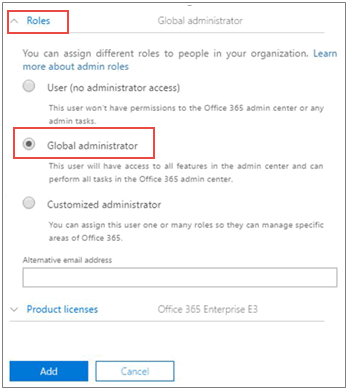 Roles Global administrator
You can assign different roles to people in your organization. Learn
more about admin roles
User (no administrator access)
This user won't have permissions to the Office 365 admin center or any
admin tasks.
Global administrator
This user will have access to all features in the admin center and can
perform all tasks in the Office 365 admin center.
Customized administrator
You can assign this user one or many roles so they can manage specific
areas of Office 365.
Alternative email address
Product licenses Office 365 Enterprise E3
Add Cancel